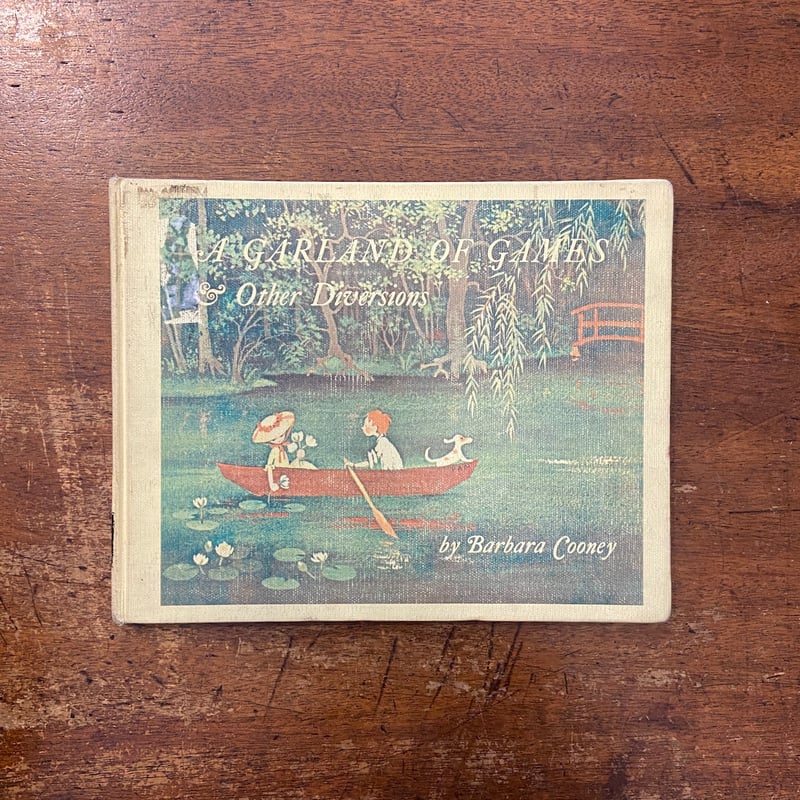 A GARLAND OF GAMES
& Other Diversions
by Barbara Cooney